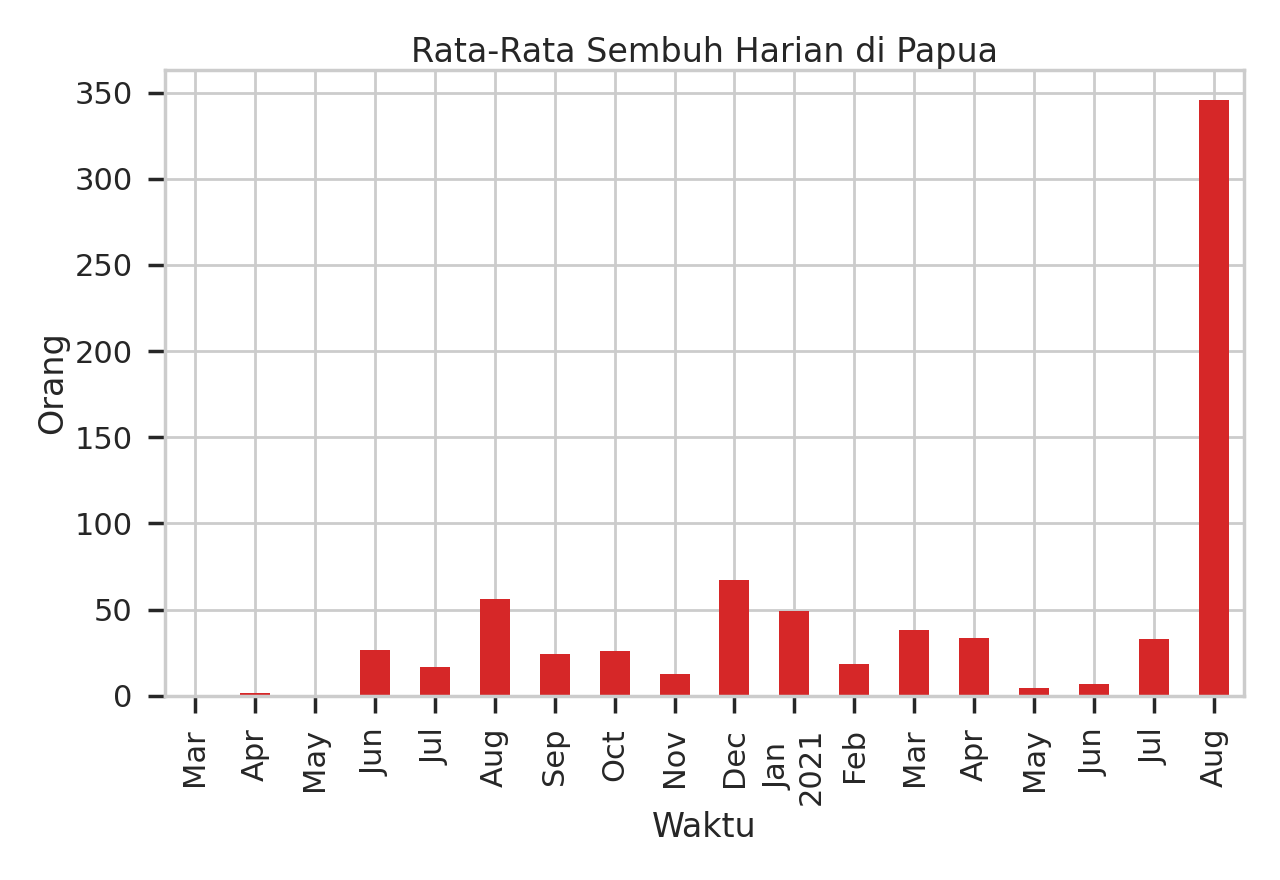 Rata-Rata Sembuh Harian di Papua
350
300
250
200
150
100
50
0
Orang
Mar
Apr
May
Jun
Jul
Aug
Sep
Oct
Nov
Dec
Jan
2021
Feb
Mar
Apr
May
Jun
Jul
Aug
Waktu